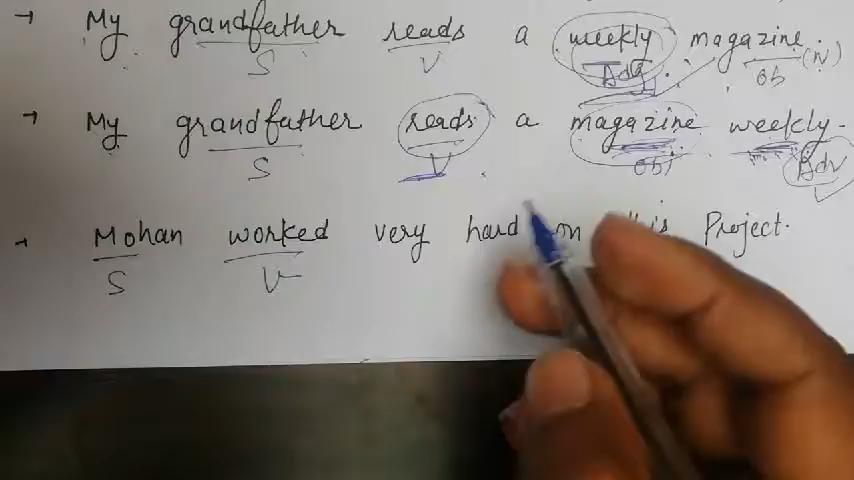 → My grandfather reads a weekly magazine.
S V Adj ob (N)
→ My grandfather reads a magazine weekly.
S V obj Adv
→ Mohan worked very hard on Project.
S V